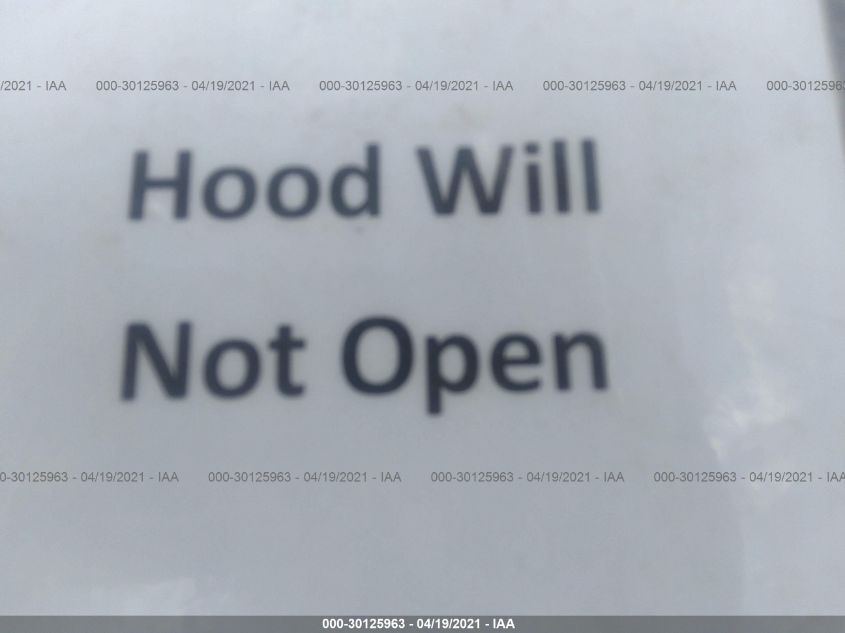 /2021 - IAA 000-30125963 - 04/19/2021 - IAA 000-30125963 - 04/19/2021 - IAA 000-30125963 - 04/19/2021 - IAA 000-3012596
Hood Will
Not Open
0-30125963 - 04/19/2021 - IAA 000-30125963 - 04/19/2021 - IAA 000-30125963 - 04/19/2021 - IAA 000-30125963 - 04/19/2021 - IAA
000-30125963 - 04/19/2021 - IAA